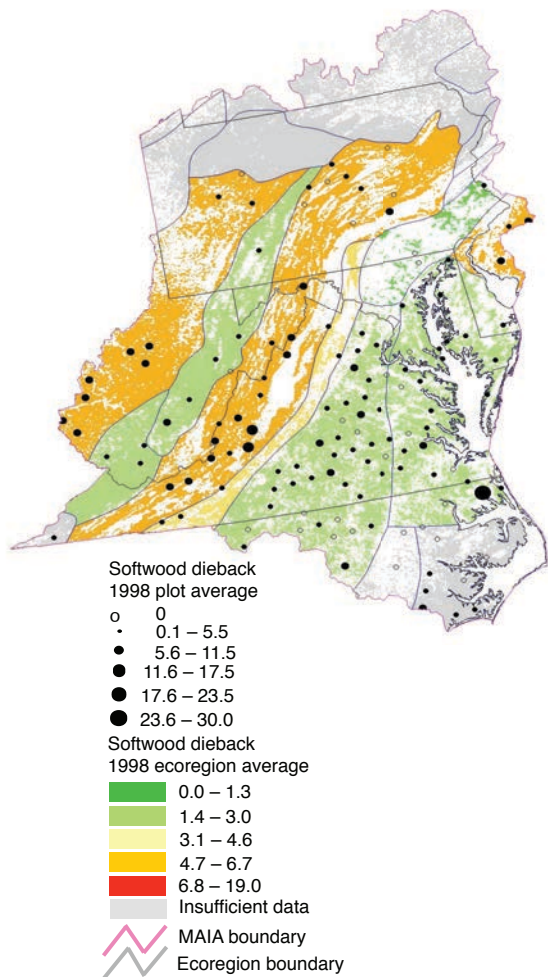 Softwood dieback
1998 plot average
0
0.1 – 5.5
5.6 – 11.5
11.6 – 17.5
17.6 – 23.5
23.6 – 30.0
Softwood dieback
1998 ecoregion average
0.0 – 1.3
1.4 – 3.0
3.1 – 4.6
4.7 – 6.7
6.8 – 19.0
Insufficient data
MAIA boundary
Ecoregion boundary